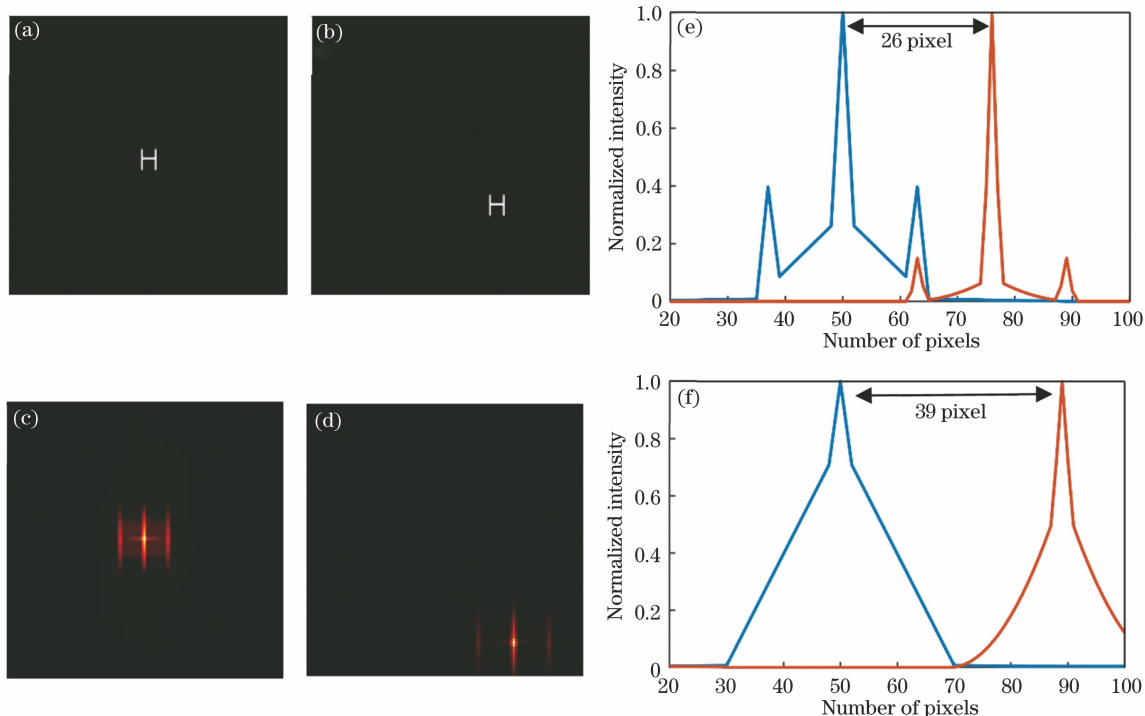 (a)
H
(b)
H
(c)
(d)
(e)
26 pixel
Normalized intensity
1.0
0.8
0.6
0.4
0.2
0
20 30 40 50 60 70 80 90 100
Number of pixels
(f)
39 pixel
Normalized intensity
1.0
0.8
0.6
0.4
0.2
0
20 30 40 50 60 70 80 90 100
Number of pixels